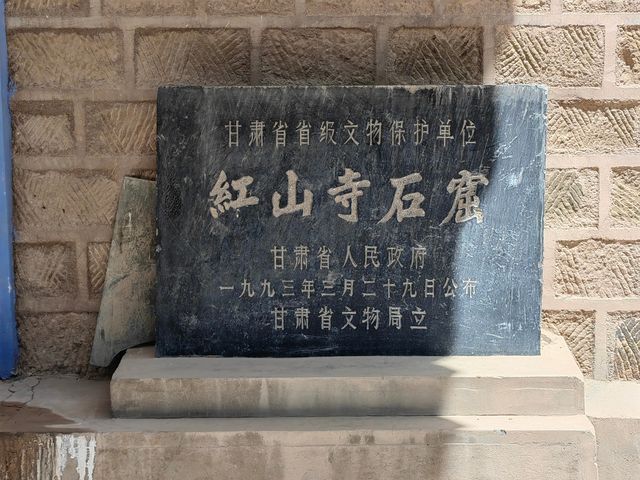 甘肃省省级文物保护单位
紅山寺石窟
甘肃省人民政府
一九九三年三月二十九日公布
甘肃省文物局立